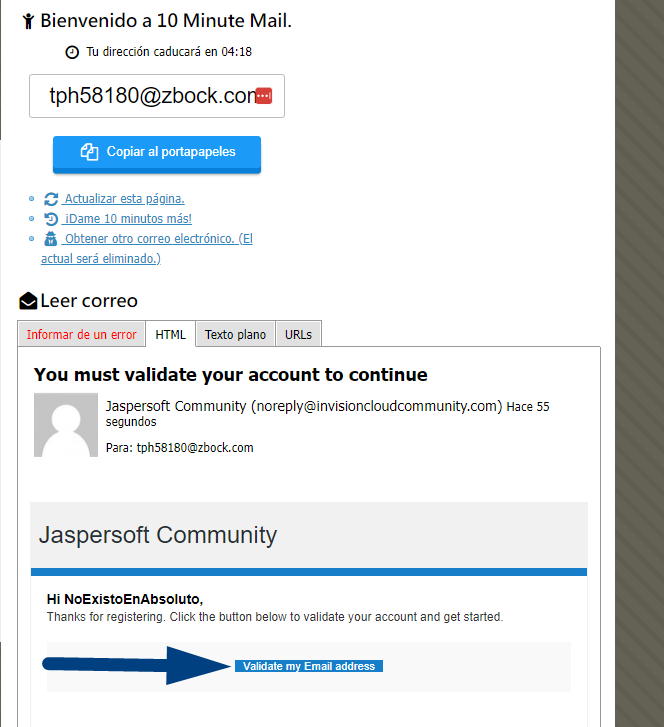 Bienvenido a 10 Minute Mail.
Tu dirección caducará en 04:18
tph58180@zbock.com
Copiar al portapapeles
Actualizar esta página.
¡Dame 10 minutos más!
Obtener otro correo electrónico. (El
actual será eliminado.)
Leer correo
Informar de un error HTML Texto plano URLs
You must validate your account to continue
Jaspersoft Community (noreply@invisioncloudcommunity.com) Hace 55
segundos
Para: tph58180@zbock.com
Jaspersoft Community
Hi NoExistoEnAbsoluto,
Thanks for registering. Click the button below to validate your account and get started.
Validate my Email address